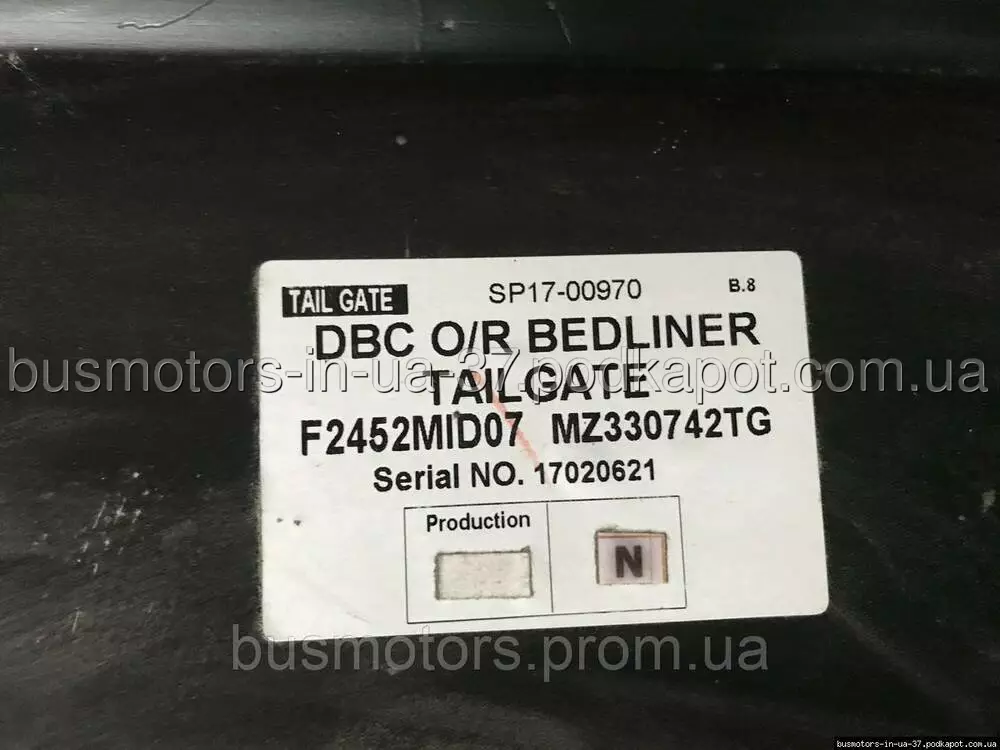 TAIL GATE SP17-00970 B.8
DBC O/R BEDLINER
busmotors-in-ua-37.podkapot.com.ua
TAILGATE
F2452MID07 MZ330742TG
Serial NO. 17020621
Production
N
busmotors.prom.ua
busmotors-in-ua-37.podkapot.com.ua